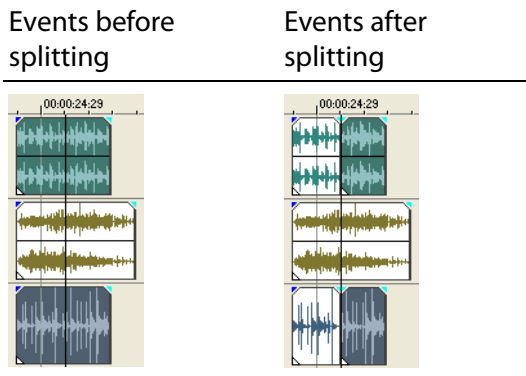 Events before
splitting
Events after
splitting
00:00:24:29
00:00:24:29